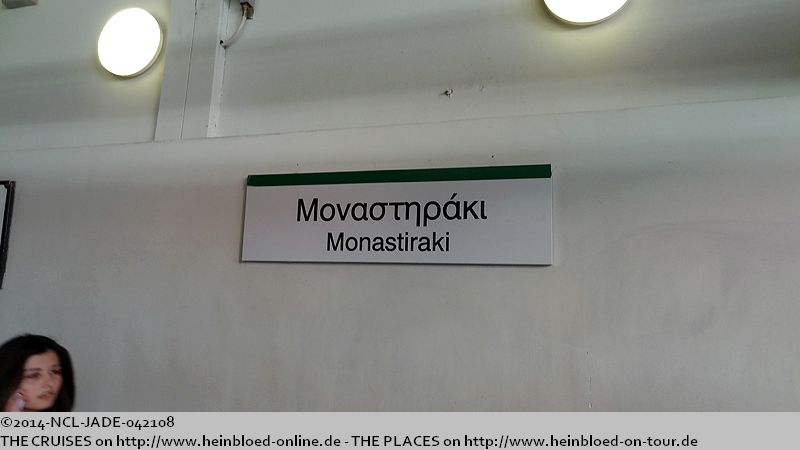 Μοναστηράκι
Monastiraki
©2014-NCL-JADE-042108
THE CRUISES on http://www.heinbloed-online.de - THE PLACES on http://www.heinbloed-on-tour.de